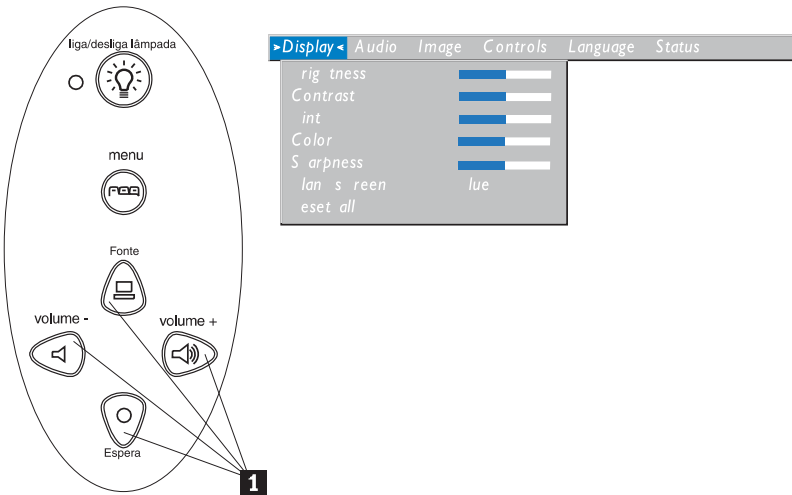 liga/desliga lâmpada
menu
Fonte
volume -
volume +
Espera
1
>Display< Audio Image Controls Language Status
rig tness
Contrast
int
Color
S arpness
lan s reen lue
eset all